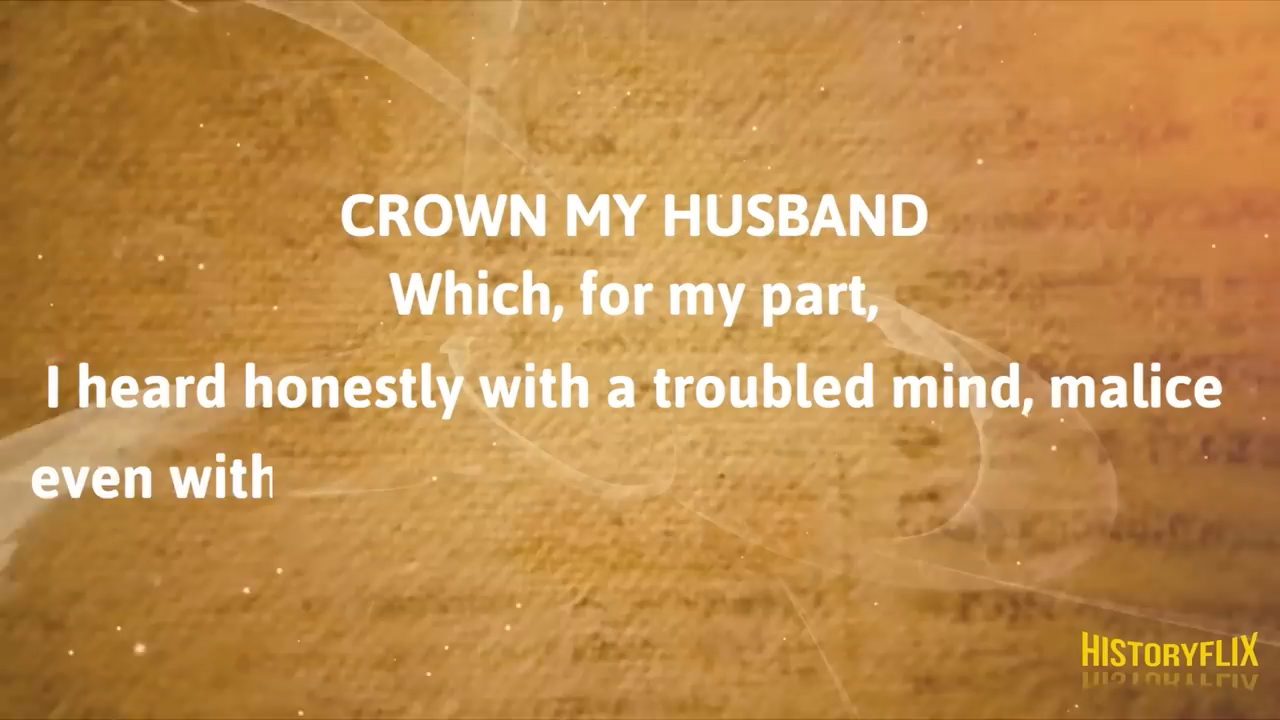 CROWN MY HUSBAND
Which, for my part,
I heard honestly with a troubled mind, malice
even with
HISTORYFLIX